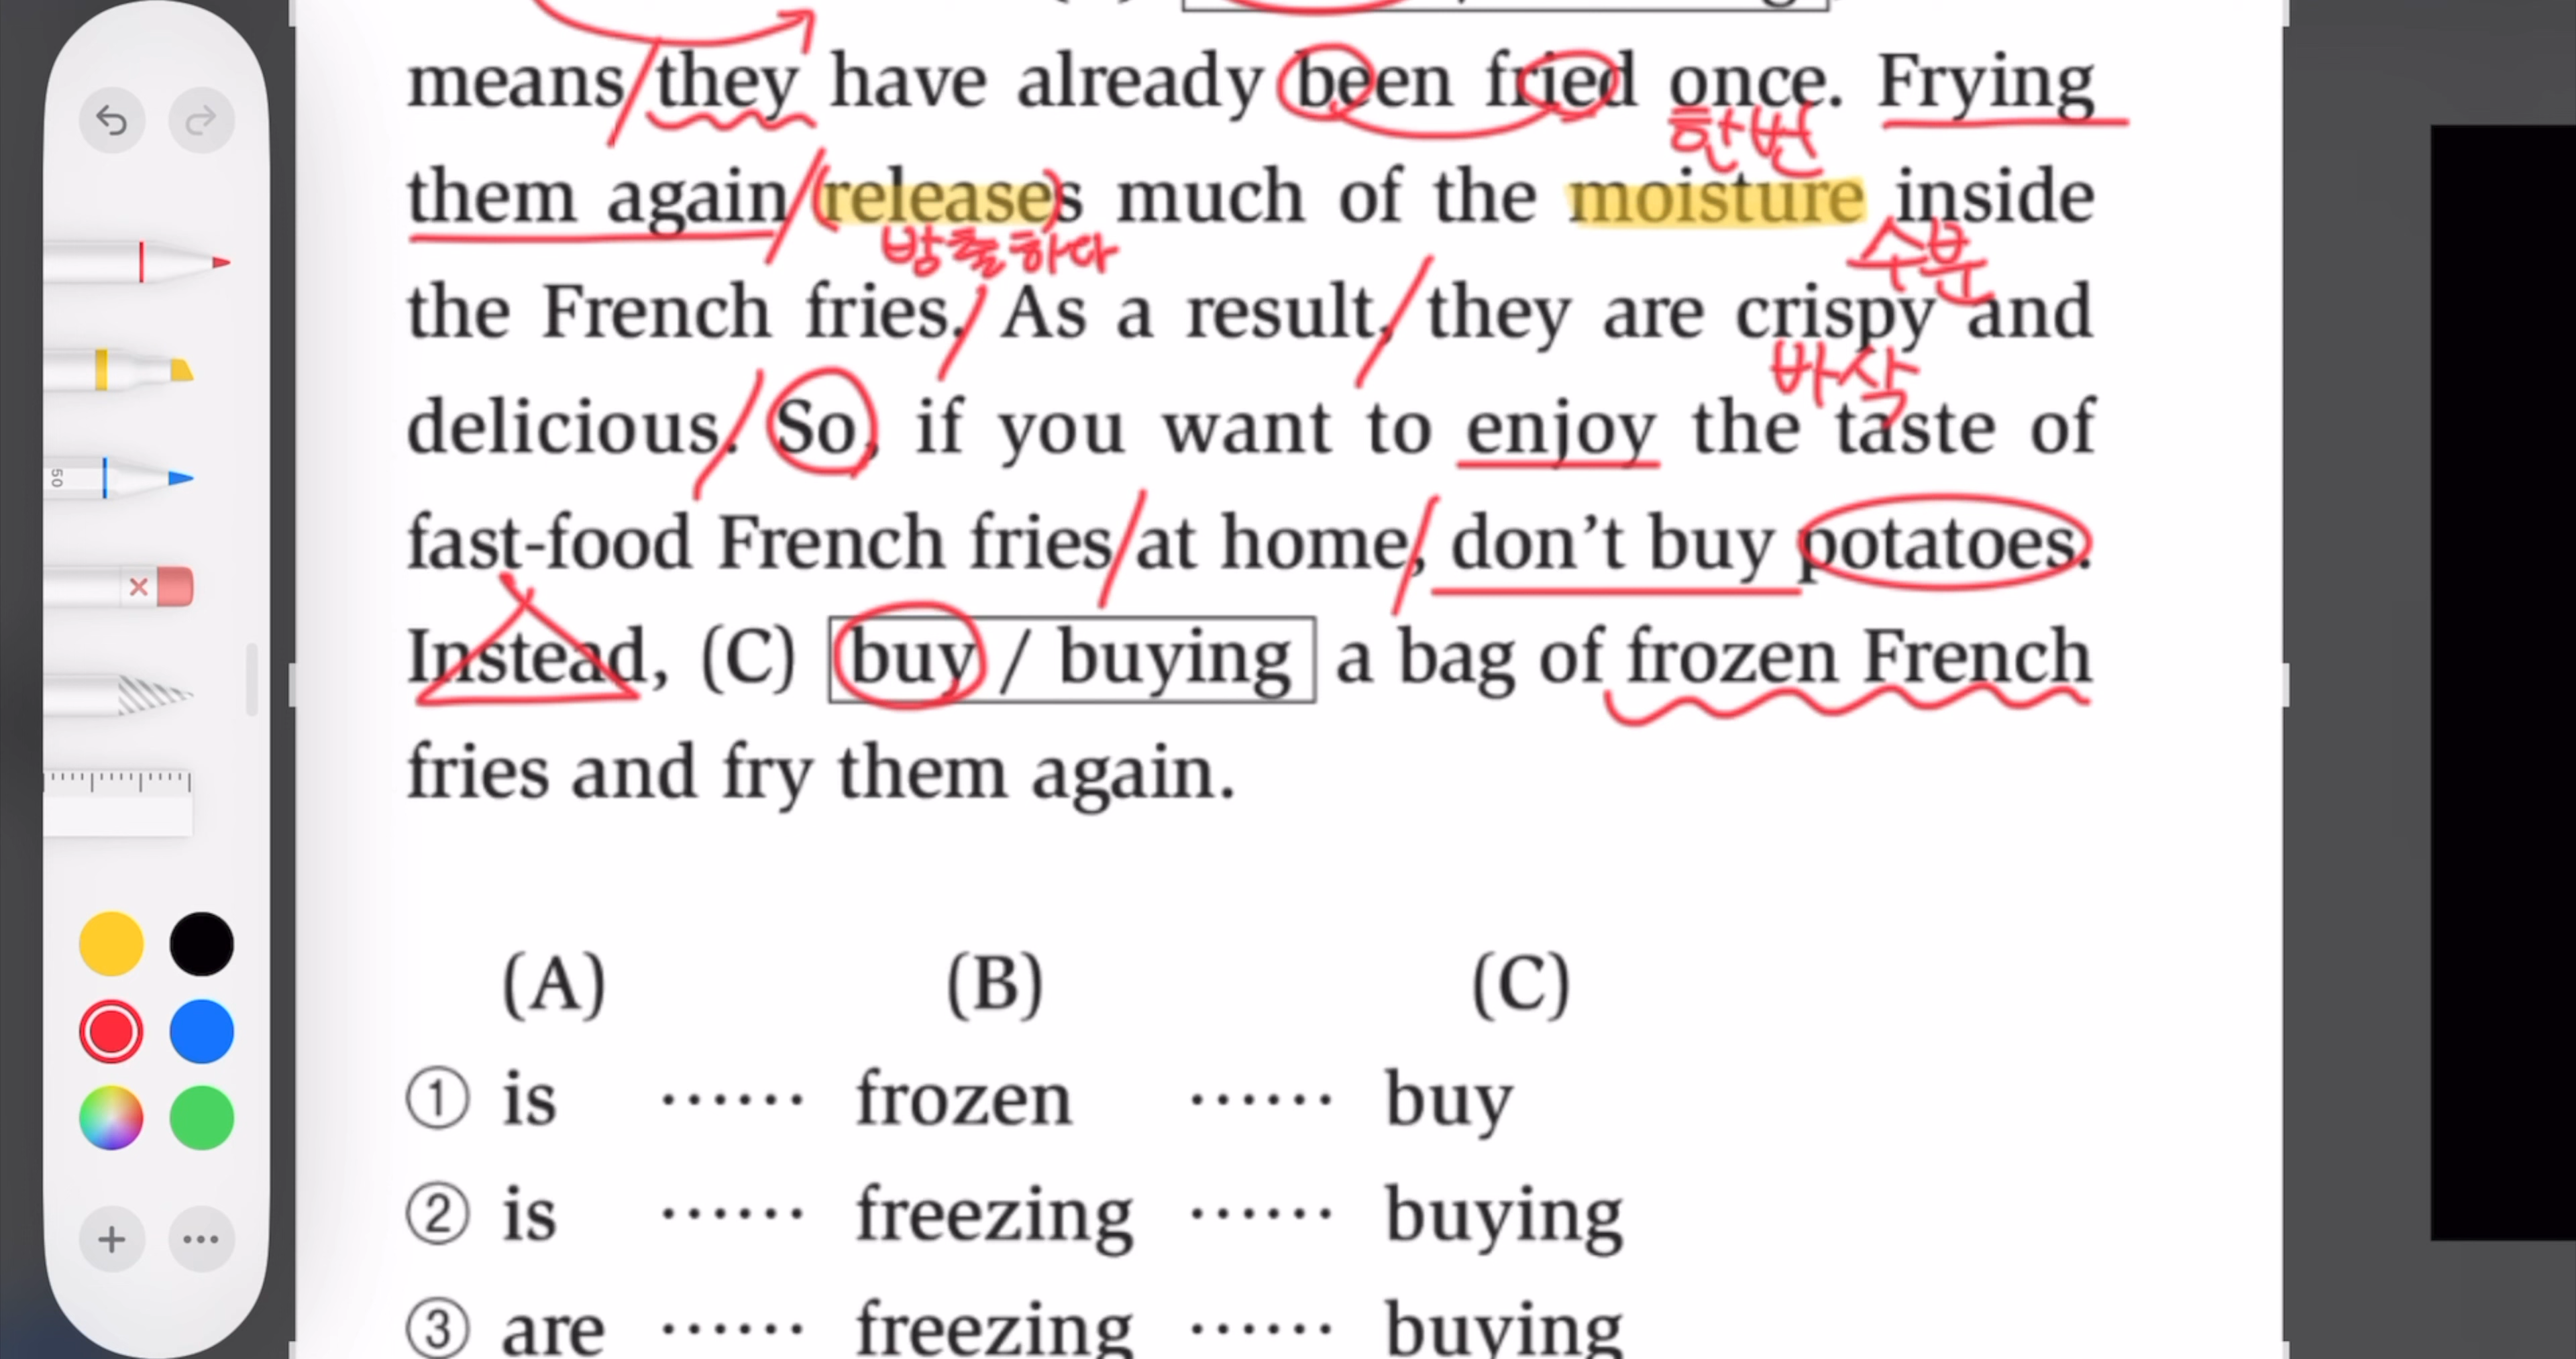 means they have already been fried once. Frying
한번
them again releases much of the moisture inside
방출하다
수분
the French fries. As a result, they are crispy and
바삭
delicious. So, if you want to enjoy the taste of
fast-food French fries at home, don't buy potatoes.
Instead, (C) buy / buying a bag of frozen French
fries and fry them again.
(A) (B) (C)
① is ...... frozen ...... buy
② is ...... freezing ...... buying
③ are ...... freezing ...... buying
50